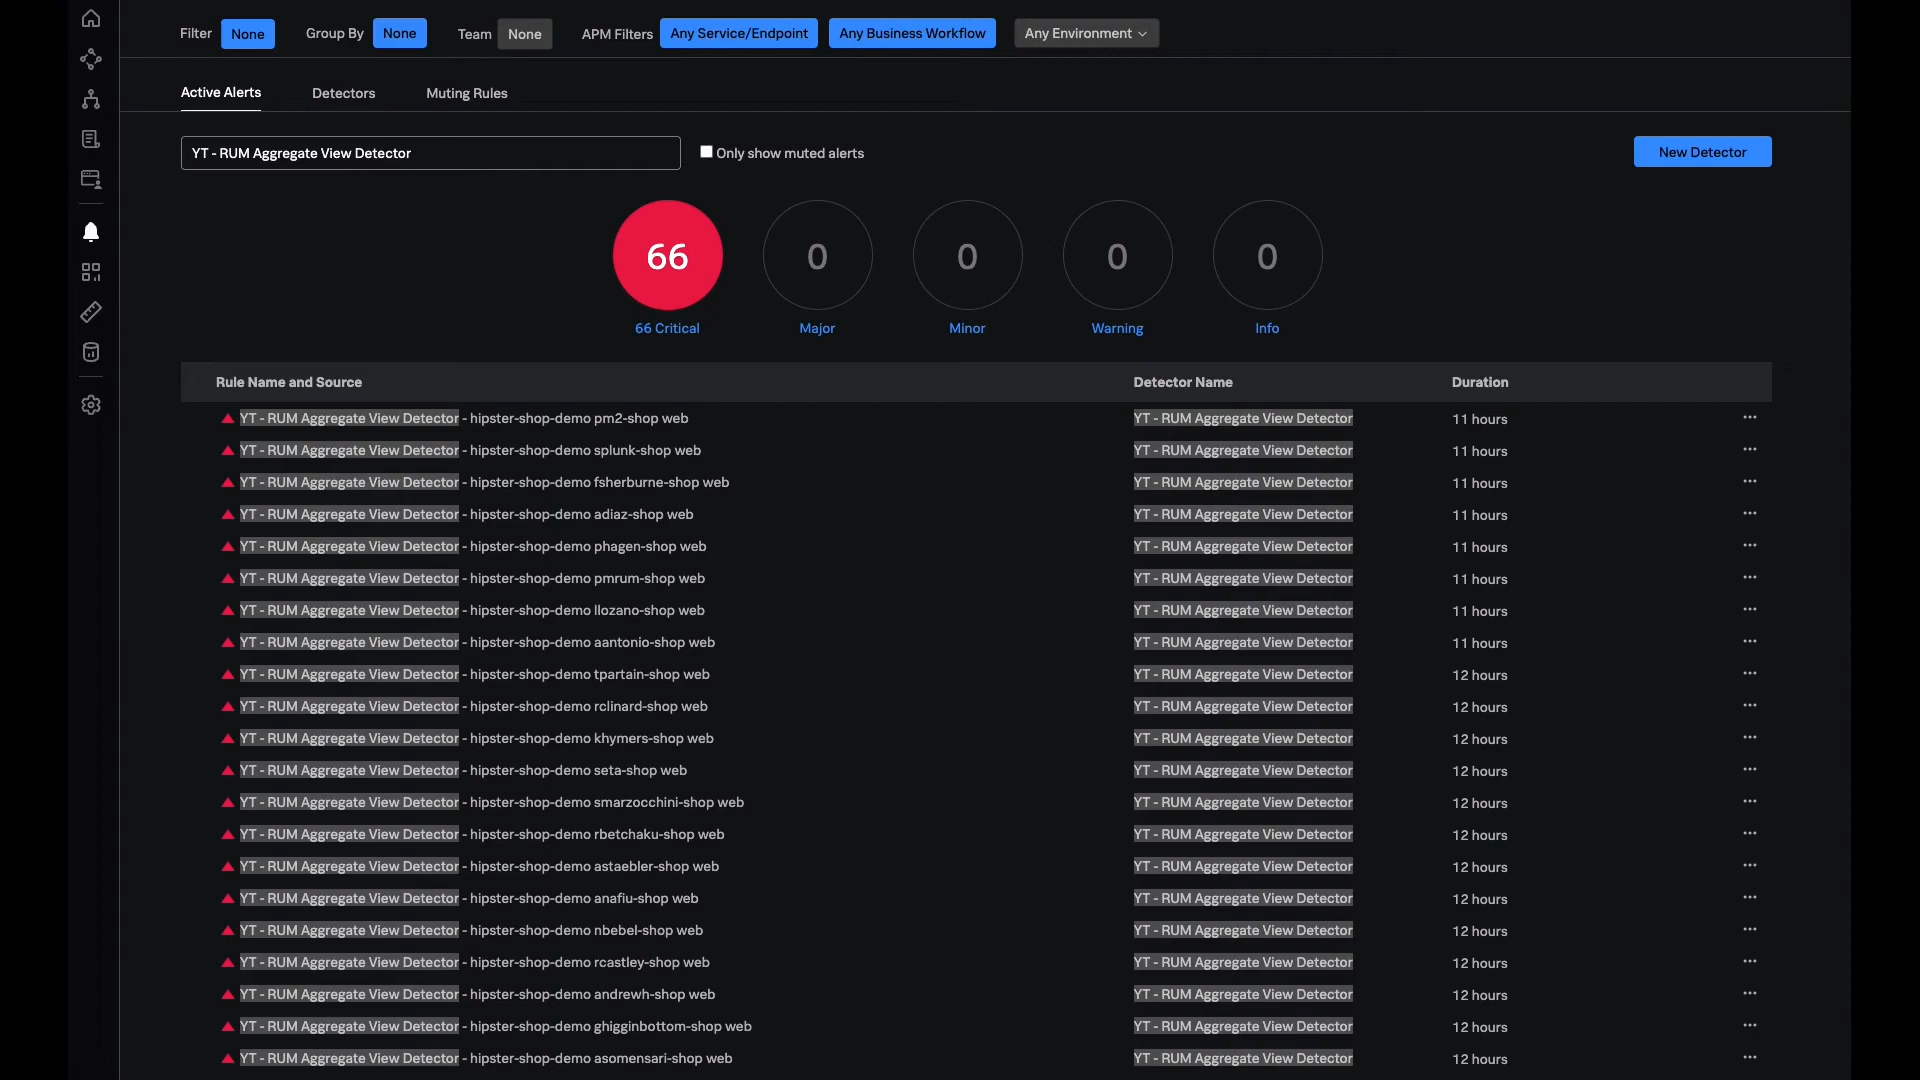 Filter None Group By None Team None APM Filters Any Service/Endpoint Any Business Workflow Any Environment
Active Alerts Detectors Muting Rules
YT - RUM Aggregate View Detector Only show muted alerts New Detector
66 0 0 0 0
66 Critical Major Minor Warning Info
Rule Name and Source Detector Name Duration
YT - RUM Aggregate View Detector - hipster-shop-demo pm2-shop web YT - RUM Aggregate View Detector 11 hours ...
YT - RUM Aggregate View Detector - hipster-shop-demo splunk-shop web YT - RUM Aggregate View Detector 11 hours ...
YT - RUM Aggregate View Detector - hipster-shop-demo fsherburne-shop web YT - RUM Aggregate View Detector 11 hours ...
YT - RUM Aggregate View Detector - hipster-shop-demo adiaz-shop web YT - RUM Aggregate View Detector 11 hours ...
YT - RUM Aggregate View Detector - hipster-shop-demo phagen-shop web YT - RUM Aggregate View Detector 11 hours ...
YT - RUM Aggregate View Detector - hipster-shop-demo pmrum-shop web YT - RUM Aggregate View Detector 11 hours ...
YT - RUM Aggregate View Detector - hipster-shop-demo llozano-shop web YT - RUM Aggregate View Detector 11 hours ...
YT - RUM Aggregate View Detector - hipster-shop-demo aantonio-shop web YT - RUM Aggregate View Detector 11 hours ...
YT - RUM Aggregate View Detector - hipster-shop-demo tpartain-shop web YT - RUM Aggregate View Detector 12 hours ...
YT - RUM Aggregate View Detector - hipster-shop-demo rclinard-shop web YT - RUM Aggregate View Detector 12 hours ...
YT - RUM Aggregate View Detector - hipster-shop-demo khymers-shop web YT - RUM Aggregate View Detector 12 hours ...
YT - RUM Aggregate View Detector - hipster-shop-demo seta-shop web YT - RUM Aggregate View Detector 12 hours ...
YT - RUM Aggregate View Detector - hipster-shop-demo smarzocchini-shop web YT - RUM Aggregate View Detector 12 hours ...
YT - RUM Aggregate View Detector - hipster-shop-demo rbetchaku-shop web YT - RUM Aggregate View Detector 12 hours ...
YT - RUM Aggregate View Detector - hipster-shop-demo astaebler-shop web YT - RUM Aggregate View Detector 12 hours ...
YT - RUM Aggregate View Detector - hipster-shop-demo anafiu-shop web YT - RUM Aggregate View Detector 12 hours ...
YT - RUM Aggregate View Detector - hipster-shop-demo nbebel-shop web YT - RUM Aggregate View Detector 12 hours ...
YT - RUM Aggregate View Detector - hipster-shop-demo rcastley-shop web YT - RUM Aggregate View Detector 12 hours ...
YT - RUM Aggregate View Detector - hipster-shop-demo andrewh-shop web YT - RUM Aggregate View Detector 12 hours ...
YT - RUM Aggregate View Detector - hipster-shop-demo ghigginbottom-shop web YT - RUM Aggregate View Detector 12 hours ...
YT - RUM Aggregate View Detector - hipster-shop-demo asomensari-shop web YT - RUM Aggregate View Detector 12 hours ...